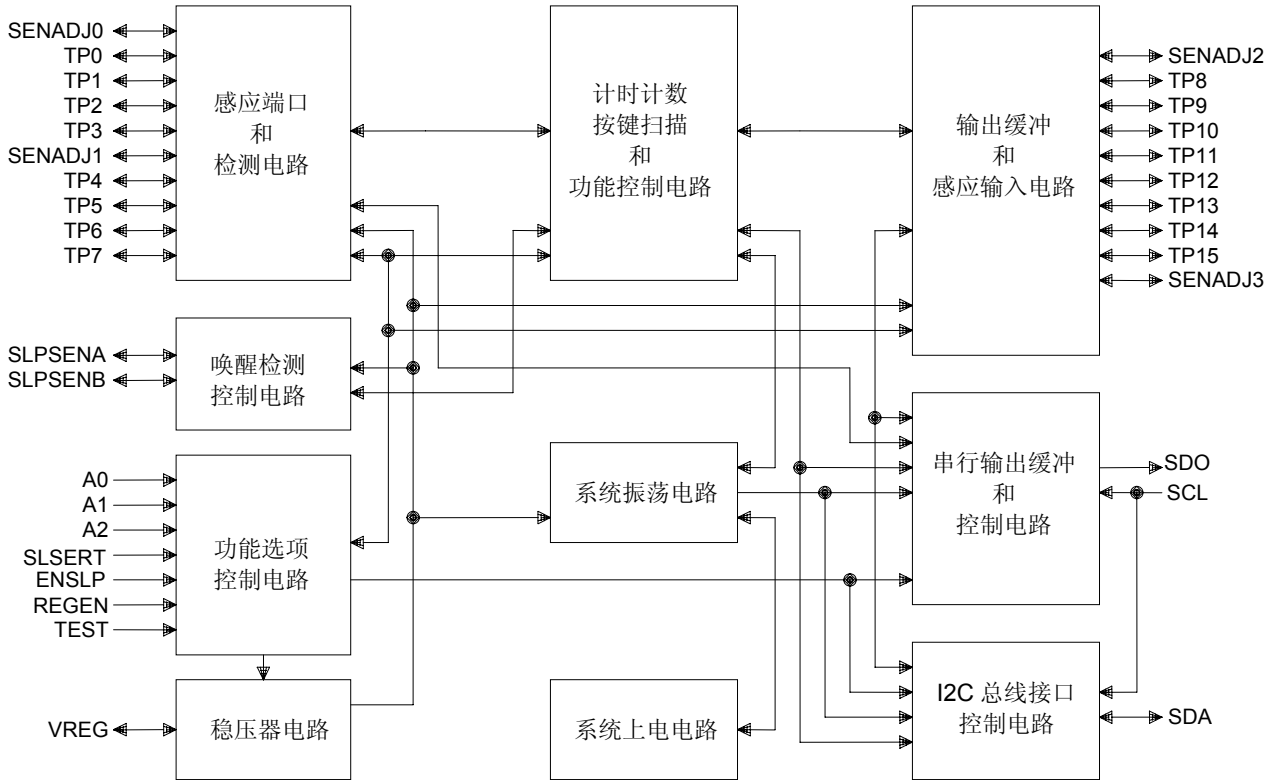 SENADJ0
TP0
TP1
TP2
TP3
SENADJ1
TP4
TP5
TP6
TP7
感应端口
和
检测电路
计时计数
按键扫描
和
功能控制电路
输出缓冲
和
感应输入电路
SENADJ2
TP8
TP9
TP10
TP11
TP12
TP13
TP14
TP15
SENADJ3
SLPSENA
SLPSENB
唤醒检测
控制电路
A0
A1
A2
SLSERT
ENSLP
REGEN
TEST
功能选项
控制电路
系统振荡电路
串行输出缓冲
和
控制电路
SDO
SCL
VREG
稳压器电路
系统上电电路
I2C 总线接口
控制电路
SDA